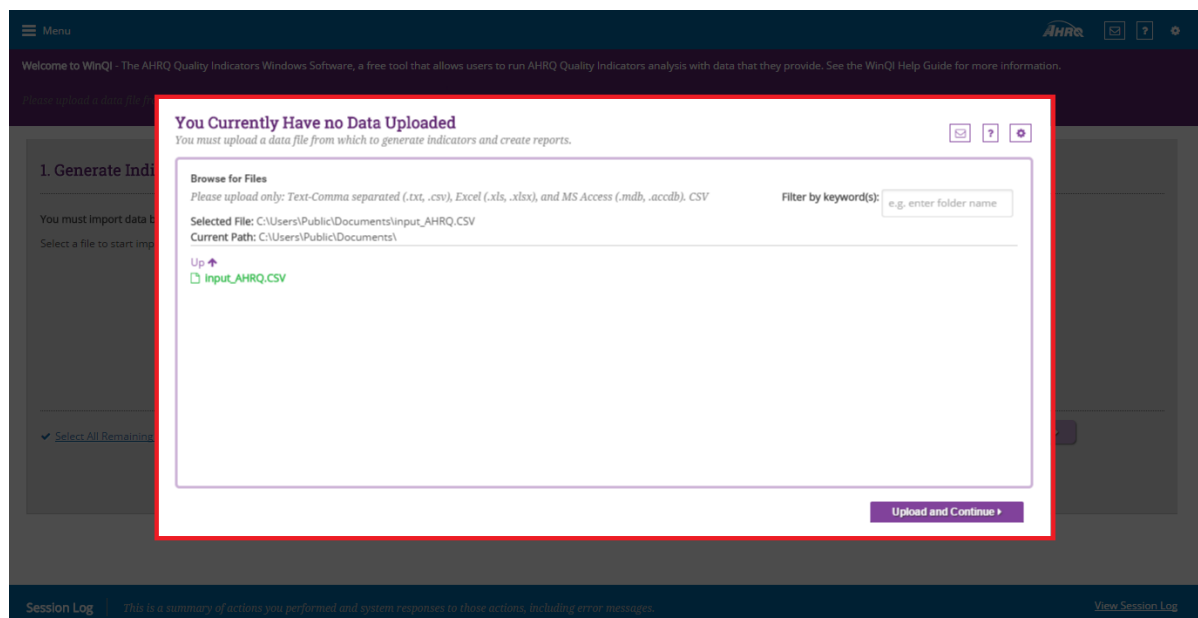 Menu
AHRQ
?
Welcome to WinQI - The AHRQ Quality Indicators Windows Software, a free tool that allows users to run AHRQ Quality Indicators analysis with data that they provide. See the WinQI Help Guide for more information.
Please upload a data file fr
You Currently Have no Data Uploaded
?
You must upload a data file from which to generate indicators and create reports.
1. Generate Indi
Browse for Files
Please upload only: Text-Comma separated (.txt, .csv), Excel (.xls, .xlsx), and MS Access (.mdb, .accdb). CSV
Filter by keyword(s):
e.g. enter folder name
You must import data b
Selected File: C:\Users\Public\Documents\input_AHRQ.CSV
Current Path: C:\Users\Public\Documents\
Select a file to start imp
Up
input_AHRQ.CSV
Select All Remaining
Upload and Continue
Session Log
This is a summary of actions you performed and system responses to those actions, including error messages.
View Session Log